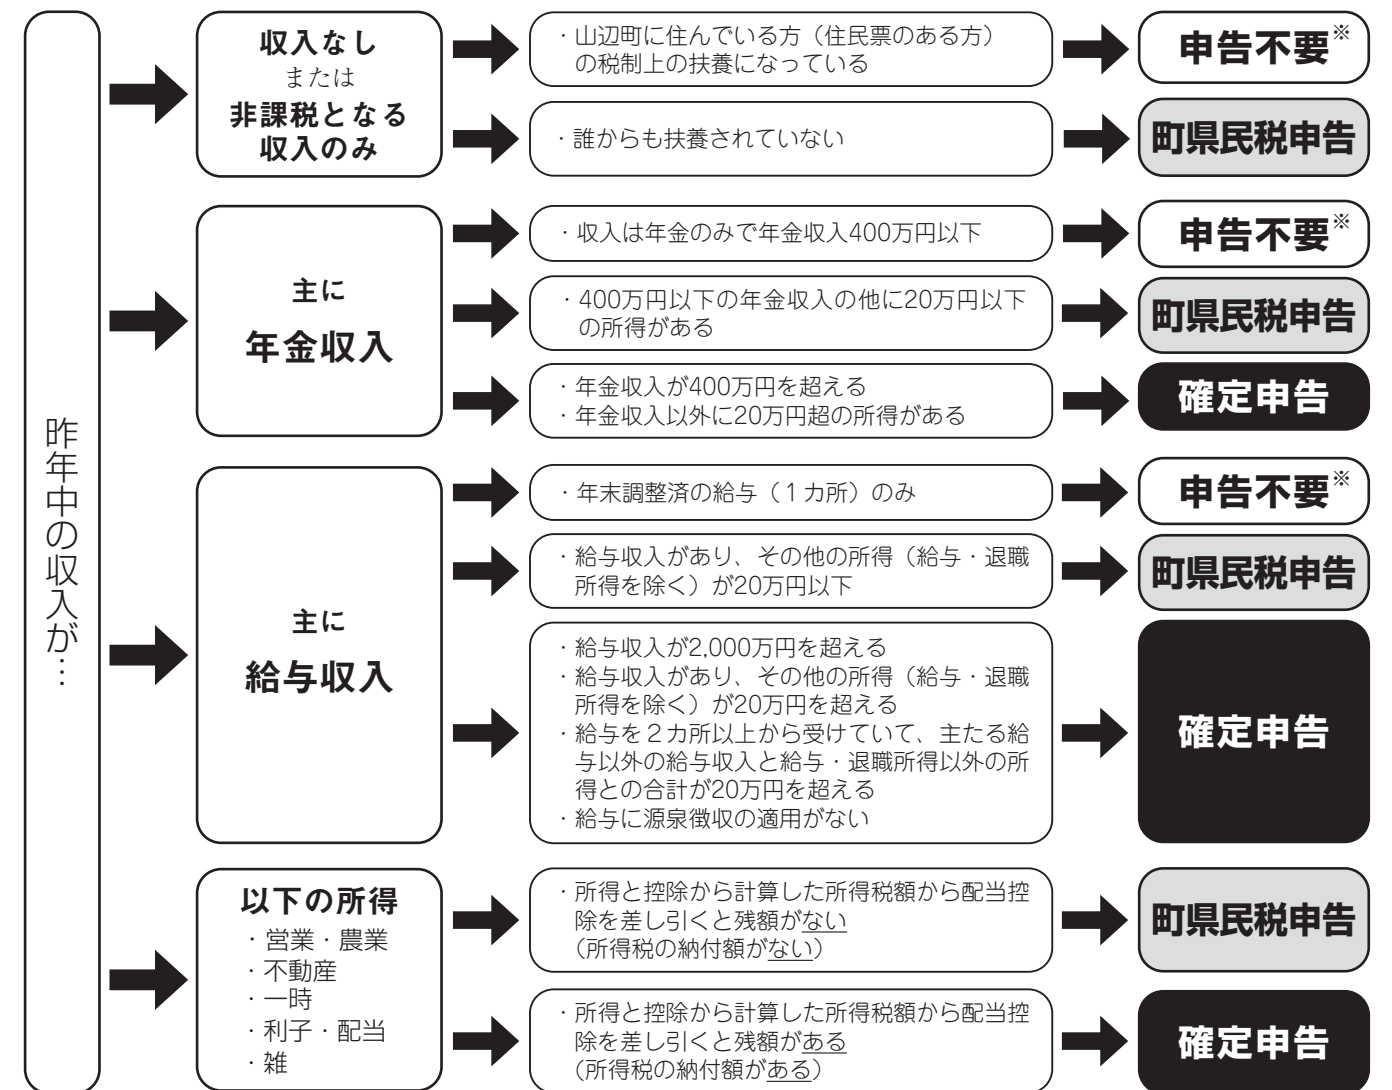 昨年中の収入が…
収入なし
または
非課税となる
収入のみ
・山辺町に住んでいる方（住民票のある方）
の税制上の扶養になっている
申告不要※
・誰からも扶養されていない
町県民税申告
主に
年金収入
・収入は年金のみで年金収入400万円以下
申告不要※
・400万円以下の年金収入の他に20万円以下
の所得がある
町県民税申告
・年金収入が400万円を超える
・年金収入以外に20万円超の所得がある
確定申告
主に
給与収入
・年末調整済の給与（１カ所）のみ
申告不要※
・給与収入があり、その他の所得（給与・退職
所得を除く）が20万円以下
町県民税申告
・給与収入が2,000万円を超える
・給与収入があり、その他の所得（給与・退職
所得を除く）が20万円を超える
・給与を２カ所以上から受けていて、主たる給
与以外の給与収入と給与・退職所得以外の所
得との合計が20万円を超える
・給与に源泉徴収の適用がない
確定申告
以下の所得
・営業・農業
・不動産
・一時
・利子・配当
・雑
・所得と控除から計算した所得税額から配当控
除を差し引くと残額がない
（所得税の納付額がない）
町県民税申告
・所得と控除から計算した所得税額から配当控
除を差し引くと残額がある
（所得税の納付額がある）
確定申告